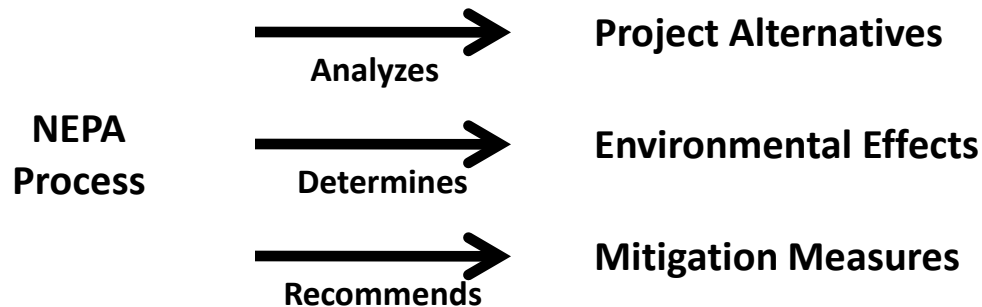 Project Alternatives
Analyzes
NEPA
Process
Environmental Effects
Determines
Mitigation Measures
Recommends